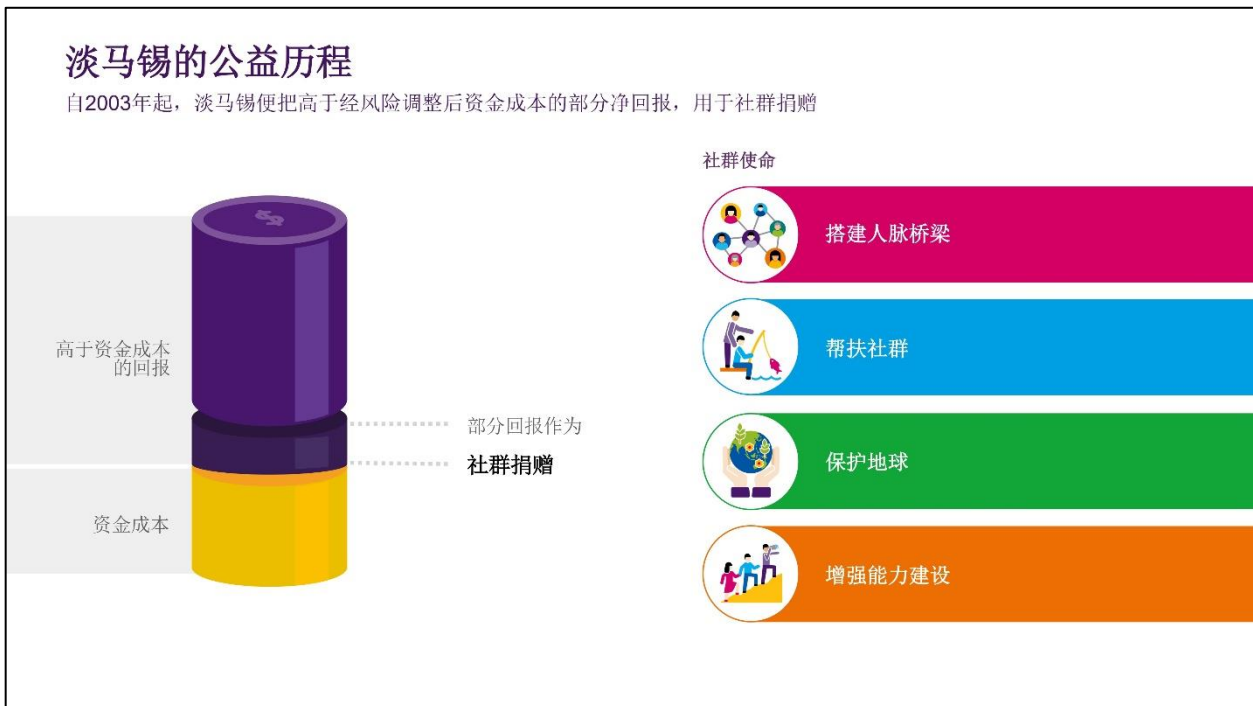 淡马锡的公益历程
自2003年起，淡马锡便把高于经风险调整后资金成本的部分净回报，用于社群捐赠
$
高于资金成本
的回报
资金成本
部分回报作为
社群捐赠
社群使命
搭建人脉桥梁
帮扶社群
保护地球
增强能力建设